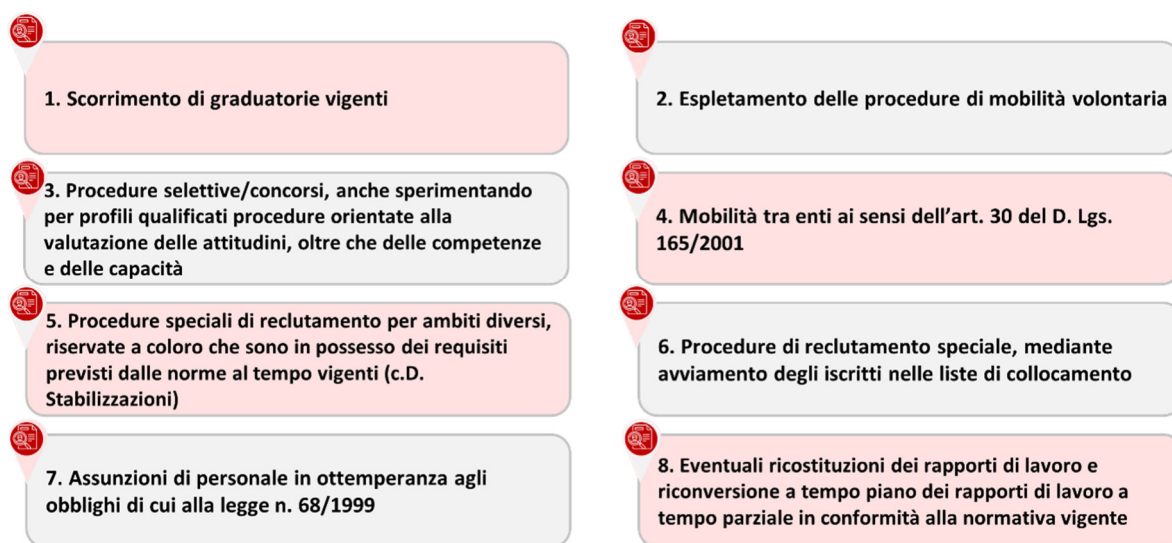 1. Scorrimento di graduatorie vigenti
2. Espletamento delle procedure di mobilità volontaria
3. Procedure selettive/concorsi, anche sperimentando
per profili qualificati procedure orientate alla
valutazione delle attitudini, oltre che delle competenze
e delle capacità
4. Mobilità tra enti ai sensi dell’art. 30 del D. Lgs.
165/2001
5. Procedure speciali di reclutamento per ambiti diversi,
riservate a coloro che sono in possesso dei requisiti
previsti dalle norme al tempo vigenti (c.D.
Stabilizzazioni)
6. Procedure di reclutamento speciale, mediante
avviamento degli iscritti nelle liste di collocamento
7. Assunzioni di personale in ottemperanza agli
obblighi di cui alla legge n. 68/1999
8. Eventuali ricostituzioni dei rapporti di lavoro e
riconversione a tempo piano dei rapporti di lavoro a
tempo parziale in conformità alla normativa vigente